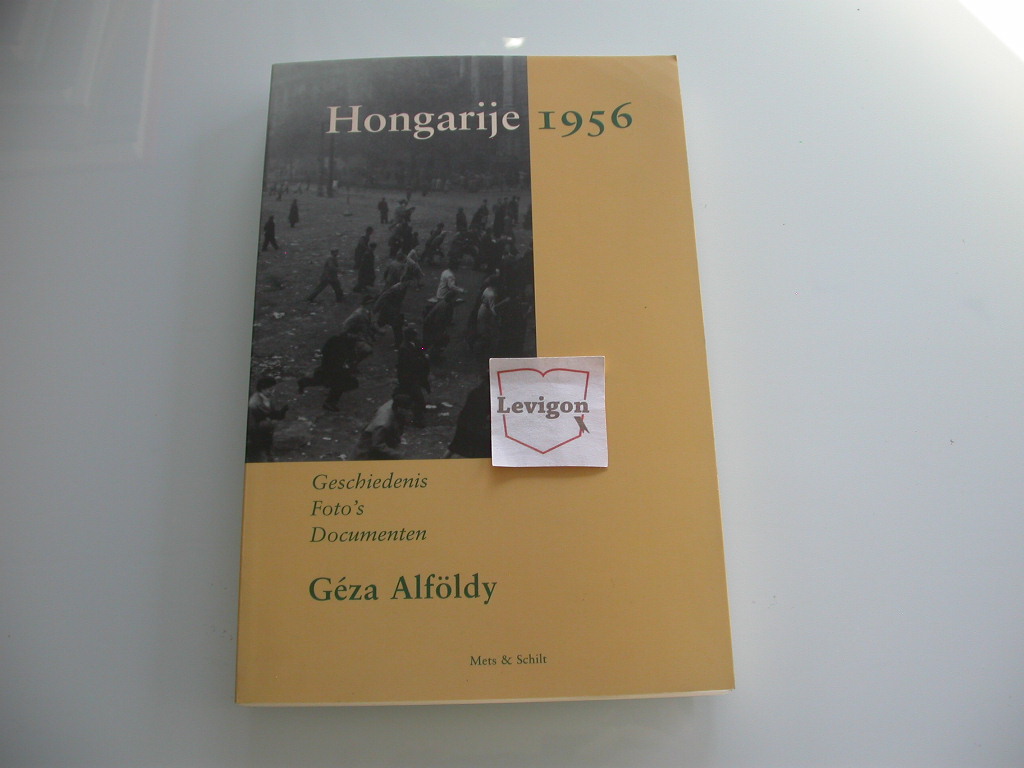 Hongarije 1956
Levigon
Geschiedenis
Foto's
Documenten
Géza Alföldy
Mets & Schilt